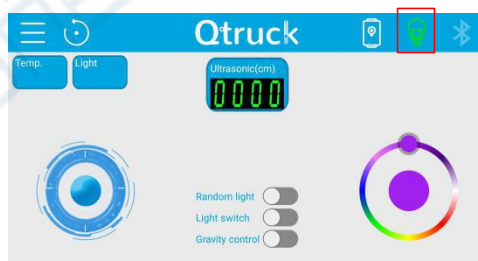 Qtruck
Temp.
Light
Ultrasonic(cm)
0000
Random light
Light switch
Gravity control